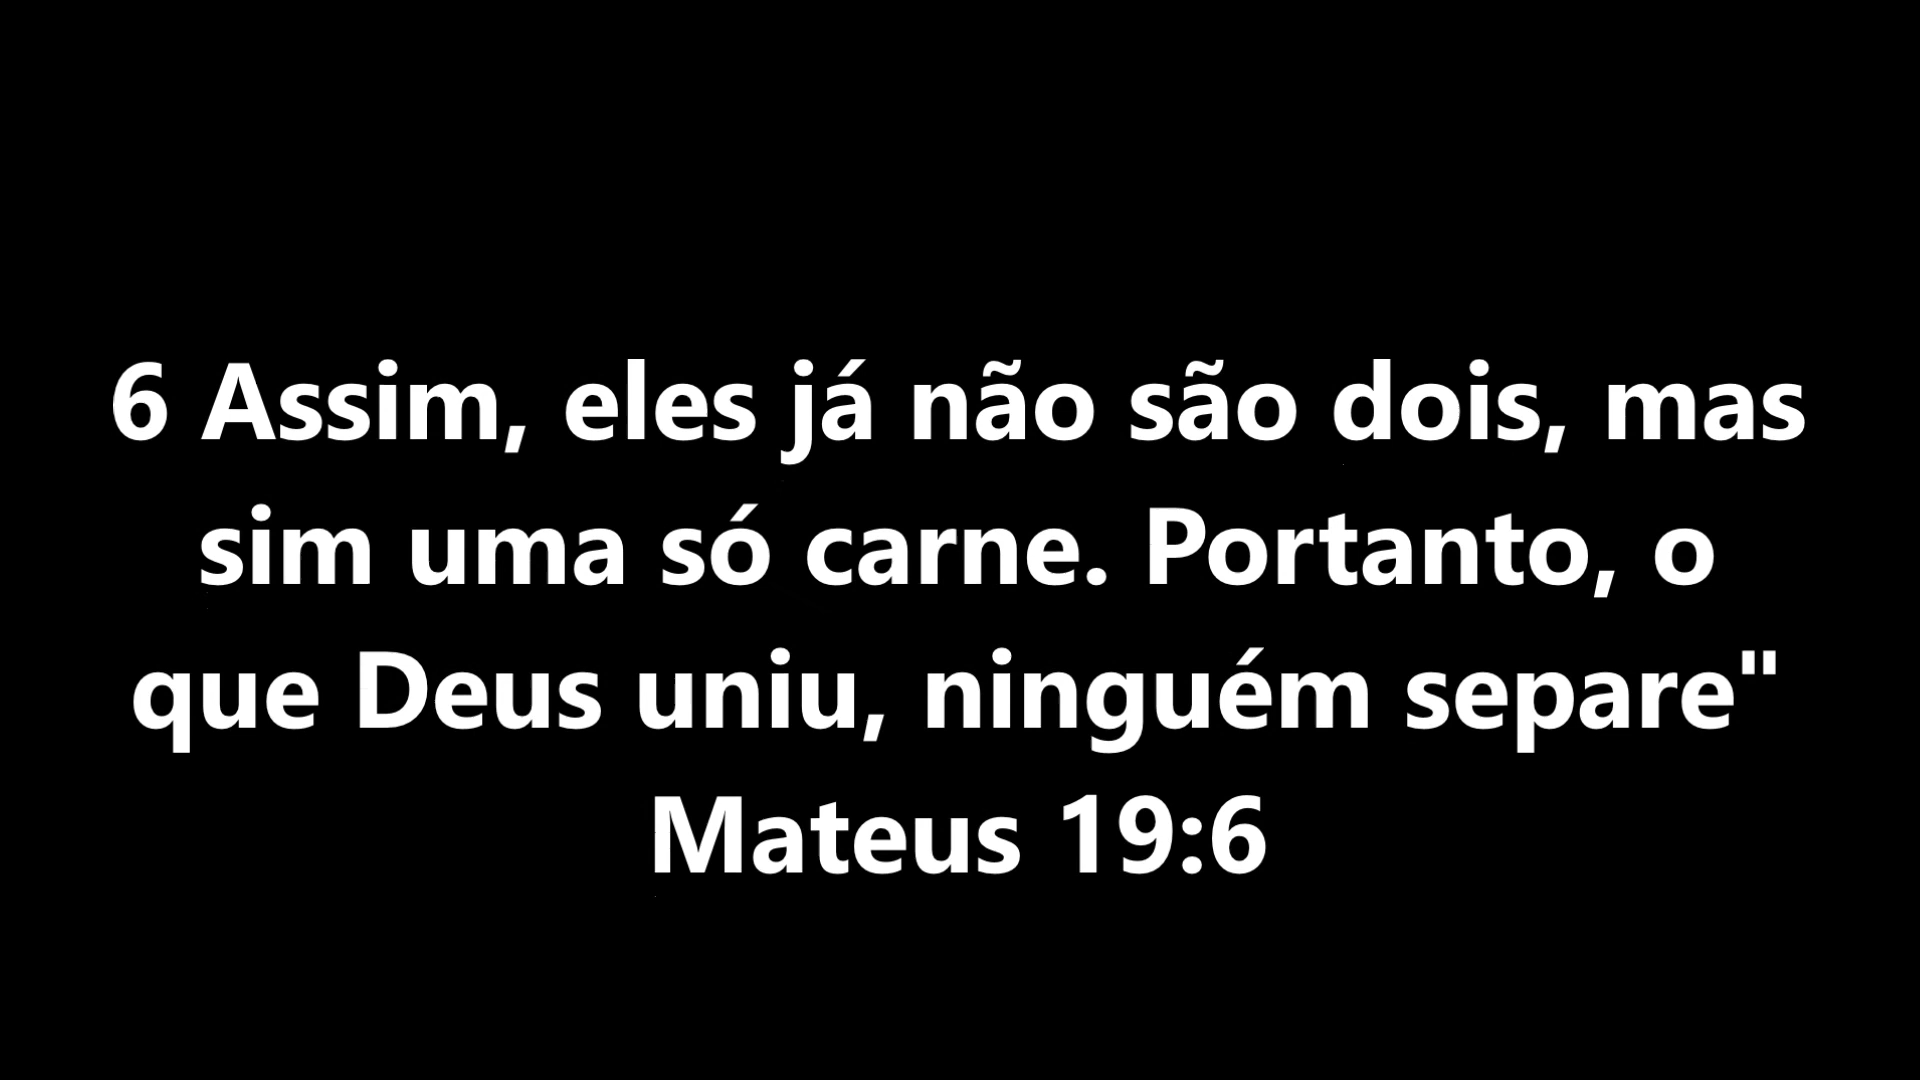 6 Assim, eles já não são dois, mas
sim uma só carne. Portanto, o
que Deus uniu, ninguém separe"
Mateus 19:6